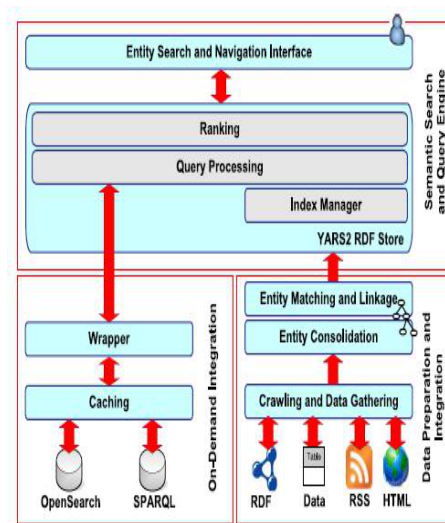 Entity Search and Navigation Interface
Ranking
Query Processing
Index Manager
YARS2 RDF Store
Semantic Search
and Query Engine
Wrapper
Caching
OpenSearch
SPARQL
On-Demand Integration
Entity Matching and Linkage
Entity Consolidation
Crawling and Data Gathering
Table
RDF
Data
RSS
HTML
Data Preparation and
Integration